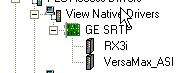 View Native Drivers
GE SRTP
RX3i
VersaMax_ASI